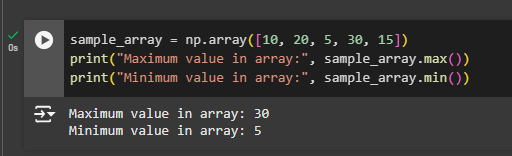 sample_array = np.array([10, 20, 5, 30, 15])
print("Maximum value in array:", sample_array.max())
print("Minimum value in array:", sample_array.min())
0s
Maximum value in array: 30
Minimum value in array: 5